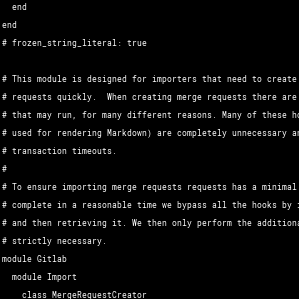 end
end
# frozen_string_literal: true
# This module is designed for importers that need to create
# requests quickly. When creating merge requests there are
# that may run, for many different reasons. Many of these
# used for rendering Markdown) are completely unnecessary
# transaction timeouts.
#
# To ensure importing merge requests requests has a minimal
# complete in a reasonable time we bypass all the hooks by
# and then retrieving it. We then only perform the
# strictly necessary.
module Gitlab
module Import
class MergeRequestCreator